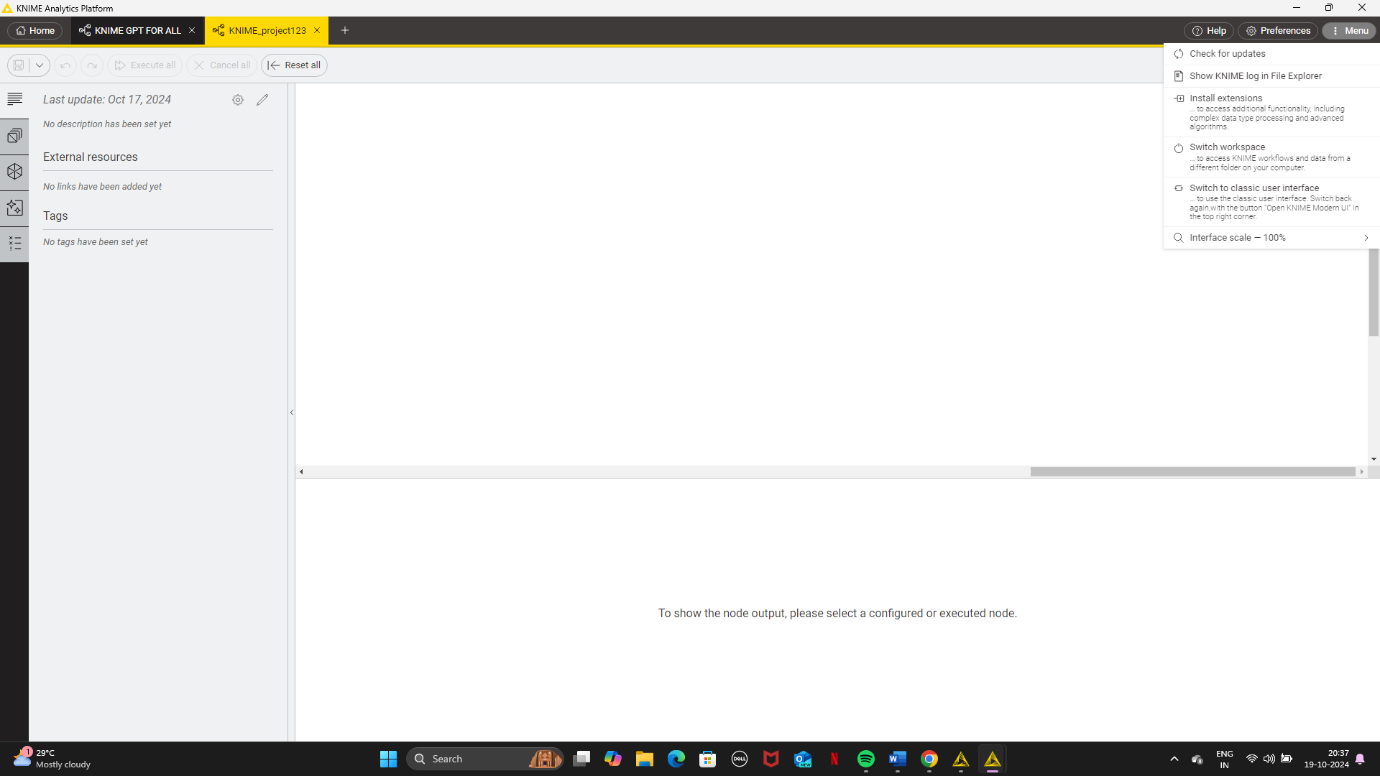 KNIME Analytics Platform
Home
KNIME GPT FOR ALL
KNIME_project123
Help
Preferences
Menu
Execute all
Cancel all
Reset all
Check for updates
Show KNIME log in File Explorer
Install extensions
... to access additional functionality, including
complex data type processing and advanced
algorithms.
Switch workspace
... to access KNIME workflows and data from a
different folder on your computer.
Switch to classic user interface
... to use the classic user interface. Switch back
again,with the button "Open KNIME Modern UI" in
the top right corner.
Interface scale — 100%
Last update: Oct 17, 2024
No description has been set yet
External resources
No links have been added yet
Tags
No tags have been set yet
To show the node output, please select a configured or executed node.
1
29°C
Mostly cloudy
Search
DELL
N
W
ENG
IN
20:37
19-10-2024